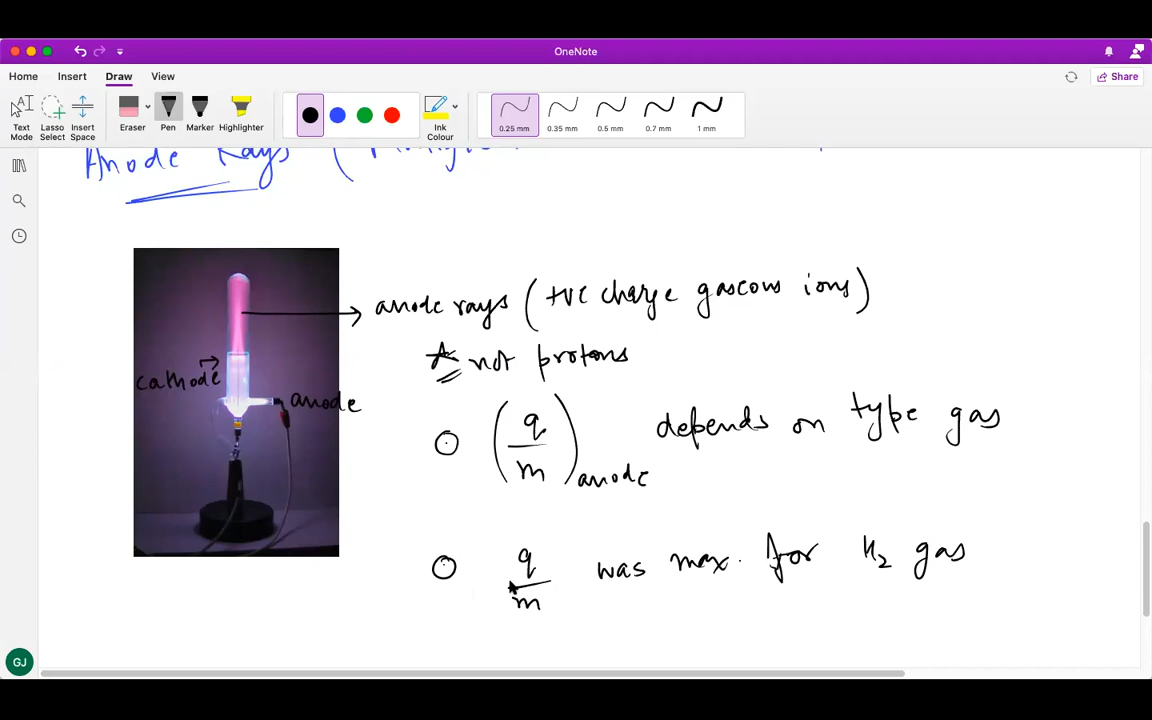 OneNote
Home Insert Draw View
Share
Text Mode
Lasso Select
Insert Space
Eraser
Pen
Marker
Highlighter
Ink Colour
0.25 mm
0.35 mm
0.5 mm
0.7 mm
1 mm
Anode Rays (
anode rays (+ve charge gaseous ions)
not protons
cathode
anode
(q/m) anode depends on type gas
q/m was max. for H2 gas
GJ